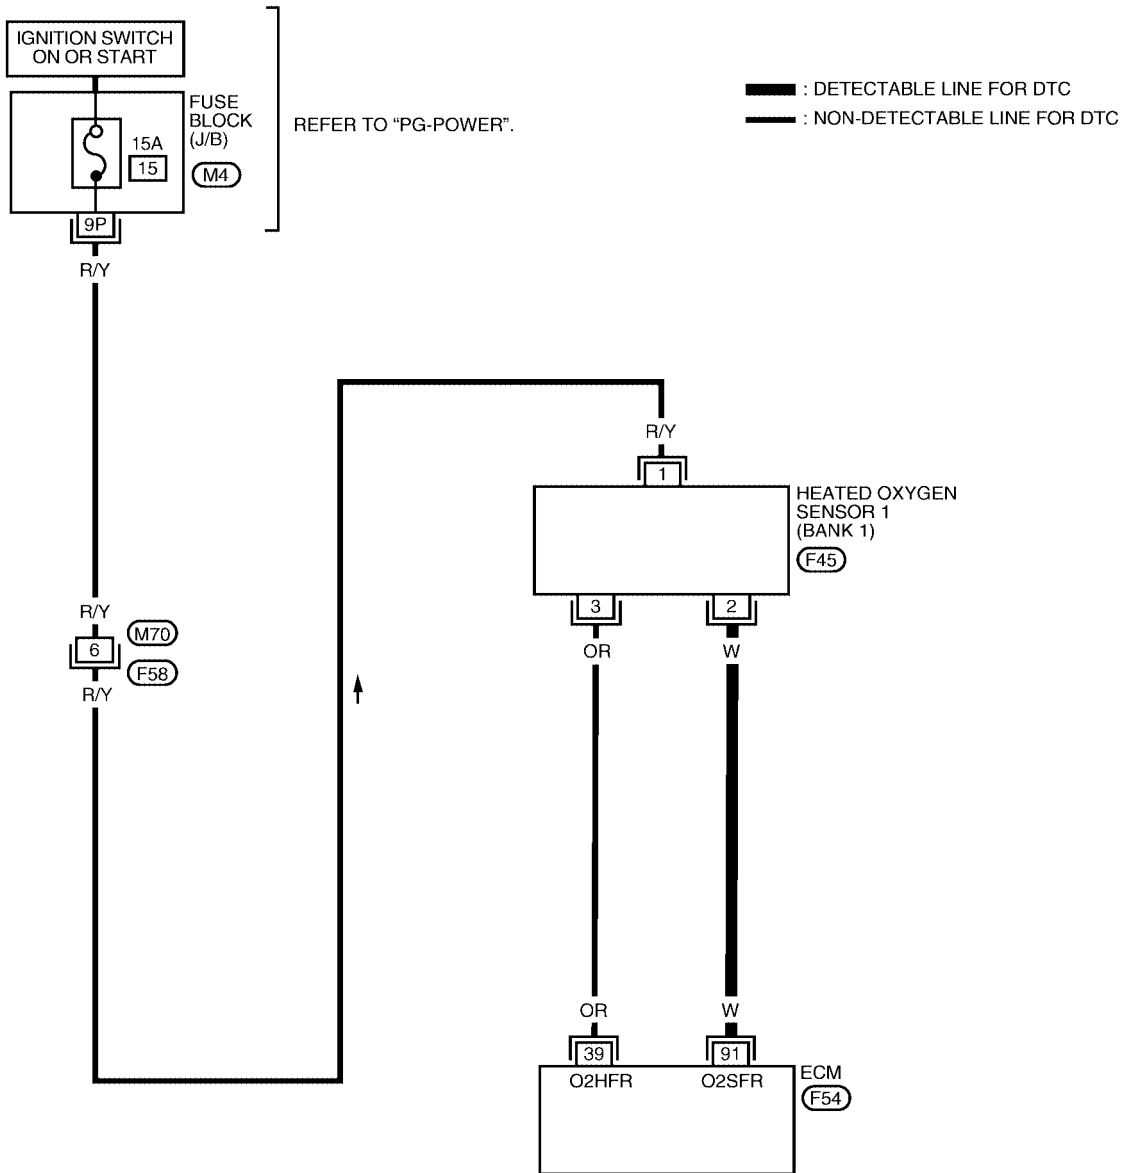 IGNITION SWITCH
ON OR START
FUSE
BLOCK
(J/B)
15A
15
M4
9P
REFER TO “PG-POWER”.
: DETECTABLE LINE FOR DTC
: NON-DETECTABLE LINE FOR DTC
R/Y
R/Y
1
HEATED OXYGEN
SENSOR 1
(BANK 1)
F45
3
2
R/Y
M70
6
F58
R/Y
OR
W
OR
W
39
91
O2HFR
O2SFR
ECM
F54